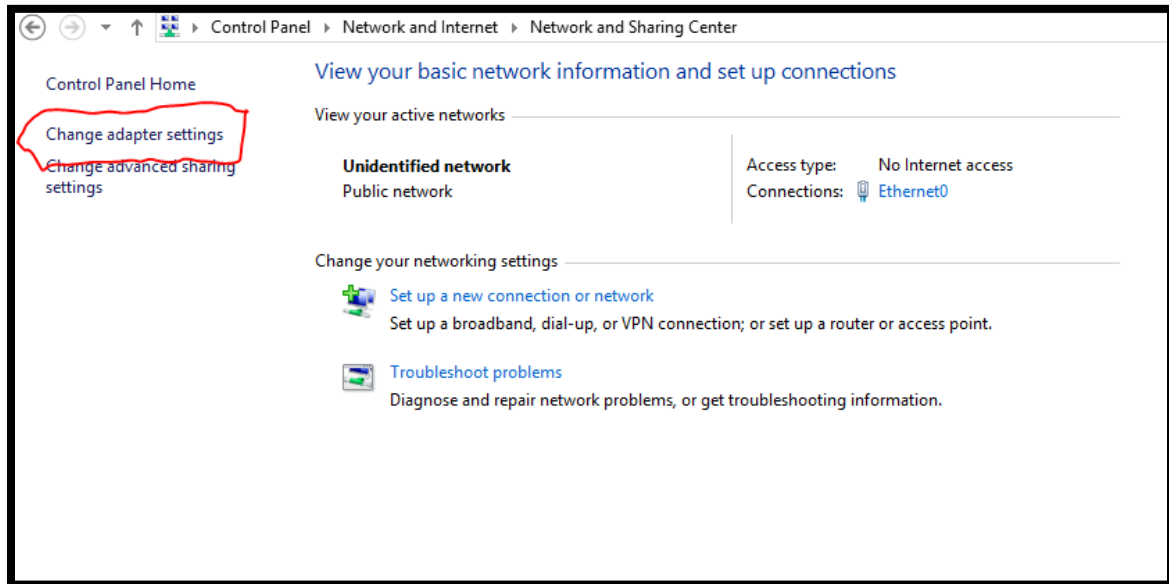 Control Panel Network and Internet Network and Sharing Center
Control Panel Home
Change adapter settings
Change advanced sharing
settings
View your basic network information and set up connections
View your active networks
Unidentified network
Public network
Access type: No Internet access
Connections: Ethernet0
Change your networking settings
Set up a new connection or network
Set up a broadband, dial-up, or VPN connection; or set up a router or access point.
Troubleshoot problems
Diagnose and repair network problems, or get troubleshooting information.